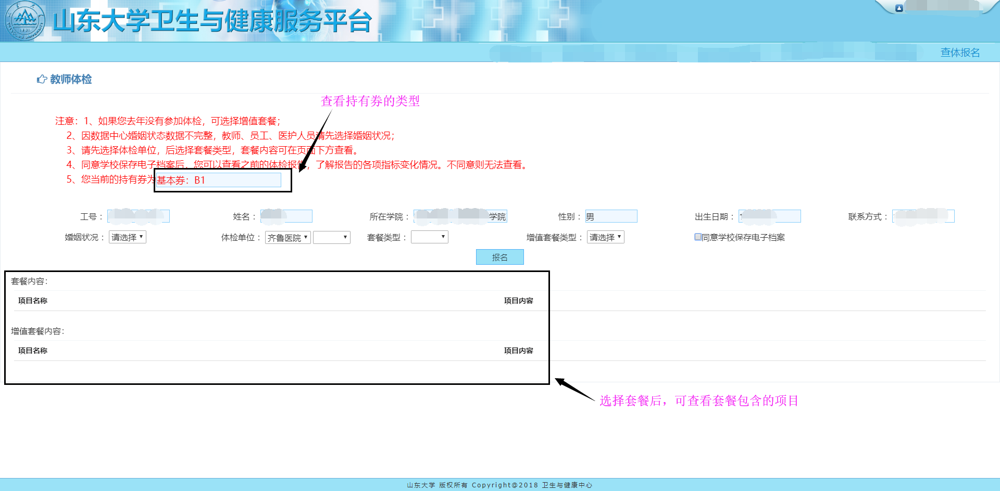 山东大学卫生与健康服务平台
查体报名
教师体检
查看持有券的类型
注意：1、如果您去年没有参加体检，可选择增值套餐；
2、因数据中心婚姻状态数据不完整，教师、员工、医护人员请先选择婚姻状况；
3、请先选择体检单位，后选择套餐类型，套餐内容可在页面下方查看。
4、同意学校保存电子档案后，您可以查看之前的体检报告，了解报告的各项指标变化情况。不同意则无法查看。
5、您当前的持有券为 基本券：B1
工号： 姓名： 所在学院： 学院 性别： 男 出生日期： 联系方式：
婚姻状况： 请选择 体检单位： 齐鲁医院 套餐类型： 增值套餐类型： 请选择 同意学校保存电子档案
报名
套餐内容：
项目名称 项目内容
增值套餐内容：
项目名称 项目内容
选择套餐后，可查看套餐包含的项目
山东大学 版权所有 Copyright@2018 卫生与健康中心